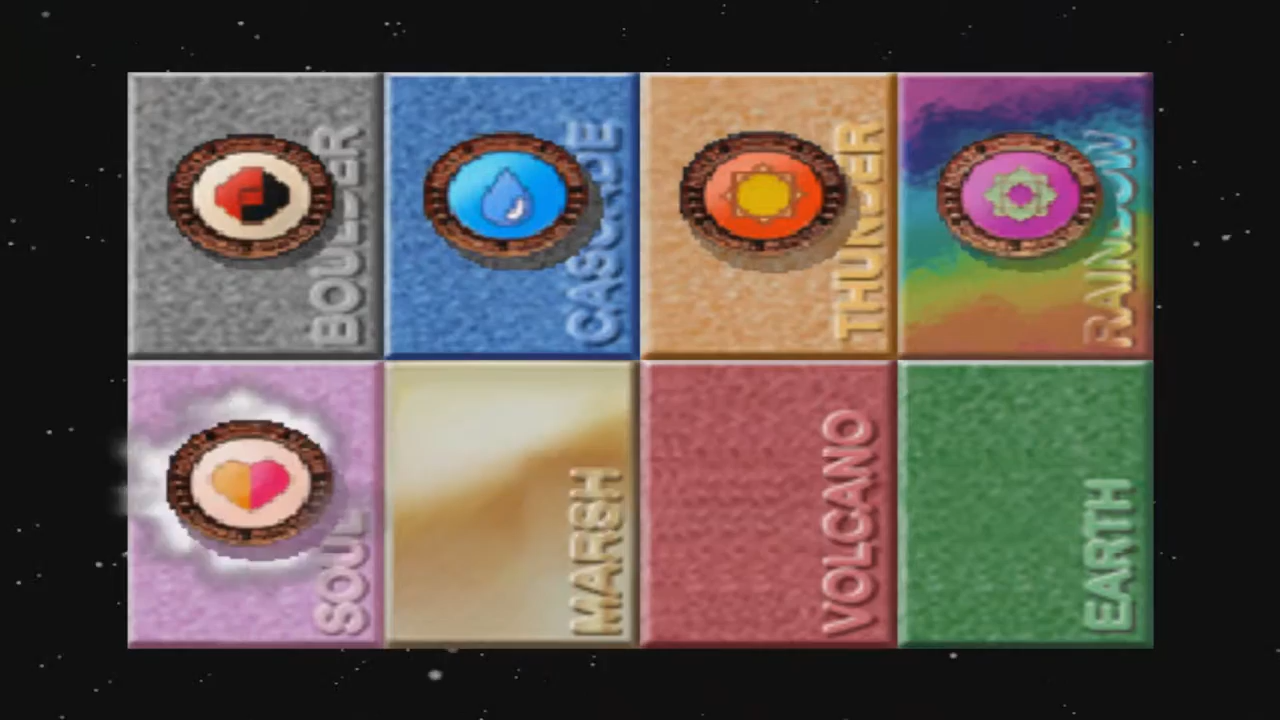 BOULDER
CASCADE
THUNDER
RAINBOW
SOUL
MARSH
VOLCANO
EARTH